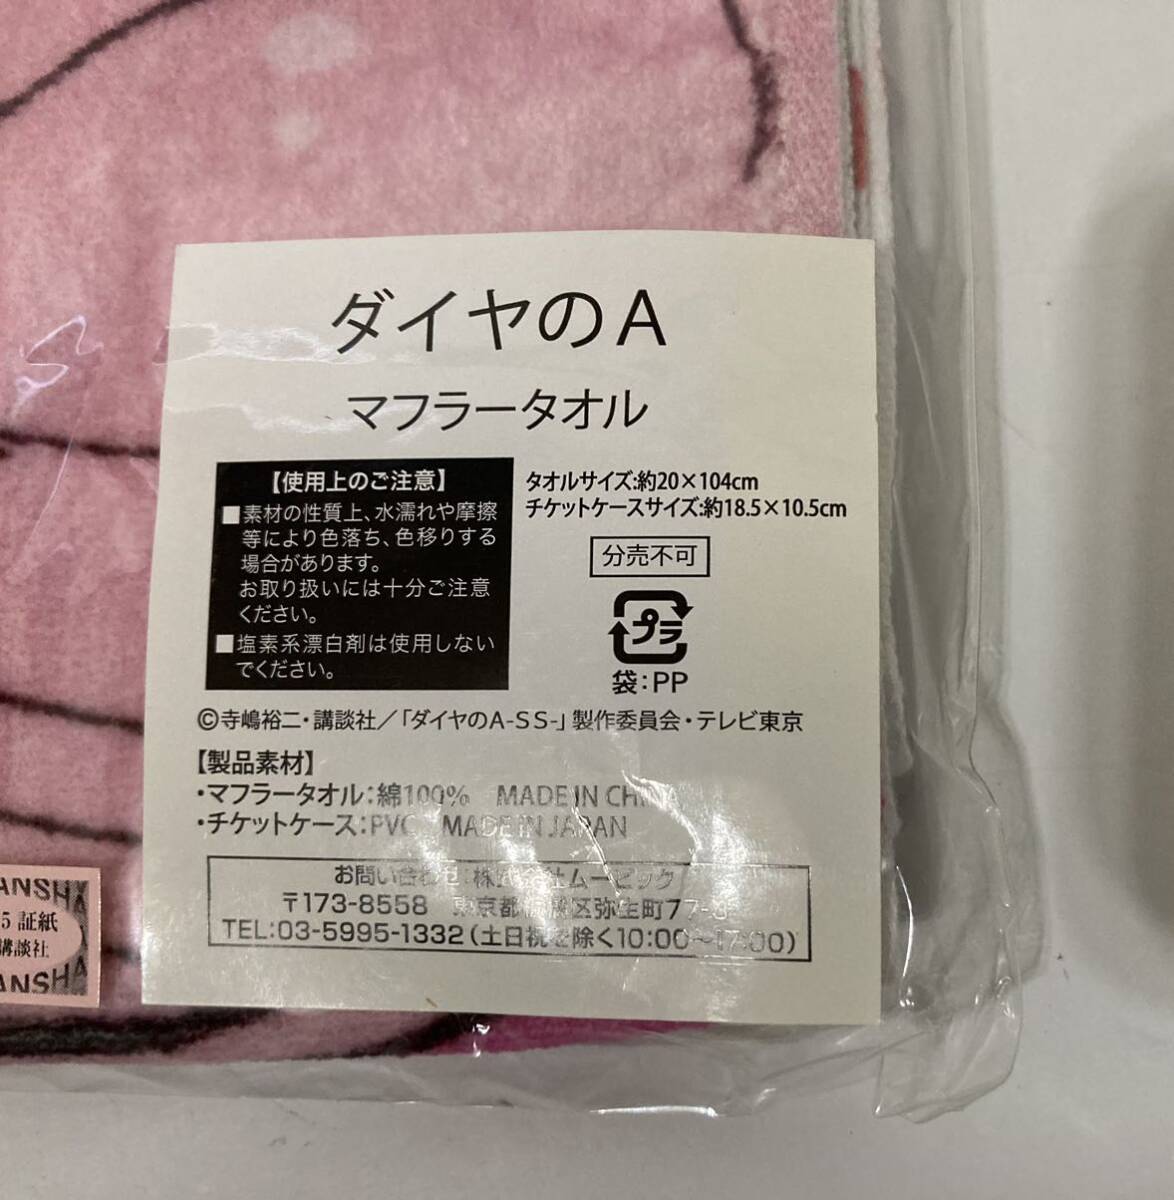 ダイヤのA
マフラータオル
【使用上のご注意】
■素材の性質上、水濡れや摩擦
等により色落ち、色移りする
場合があります。
お取り扱いには十分ご注意
ください。
■塩素系漂白剤は使用しない
でください。
タオルサイズ:約20×104cm
チケットケースサイズ:約18.5×10.5cm
分売不可
プラ
袋:PP
©寺嶋裕二・講談社/「ダイヤのA-SS-」製作委員会・テレビ東京
【製品素材】
・マフラータオル:綿100% MADE IN CHINA
・チケットケース:PVC MADE IN JAPAN
お問い合わせ:株式会社ムービック
〒173-8558 東京都板橋区弥生町77-3
TEL:03-5995-1332(土日祝を除く10:00〜17:00)
ANSHA
5 証紙
講談社
ANSHA